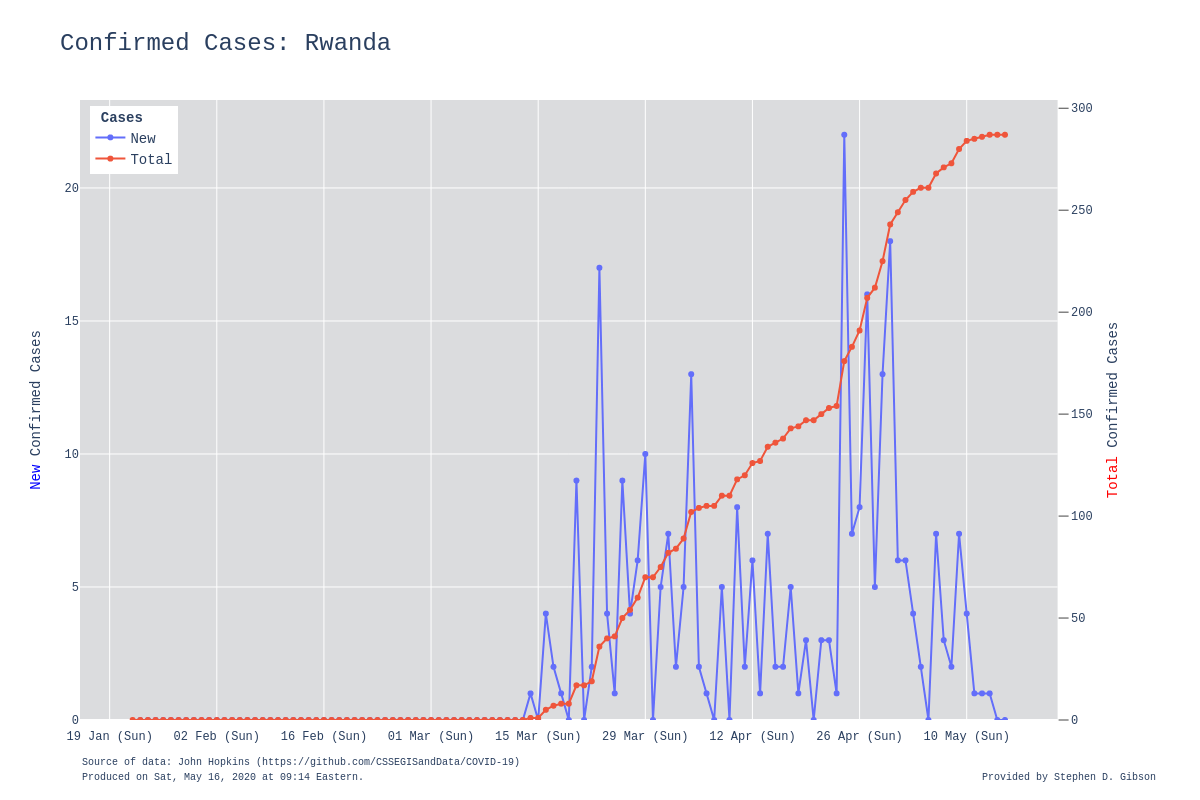 Confirmed Cases: Rwanda
Cases
New
Total
20
15
10
5
0
300
250
200
150
100
50
0
New Confirmed Cases
Total Confirmed Cases
19 Jan (Sun) 02 Feb (Sun) 16 Feb (Sun) 01 Mar (Sun) 15 Mar (Sun) 29 Mar (Sun) 12 Apr (Sun) 26 Apr (Sun) 10 May (Sun)
Source of data: John Hopkins (https://github.com/CSSEGISandData/COVID-19)
Produced on Sat, May 16, 2020 at 09:14 Eastern.
Provided by Stephen D. Gibson